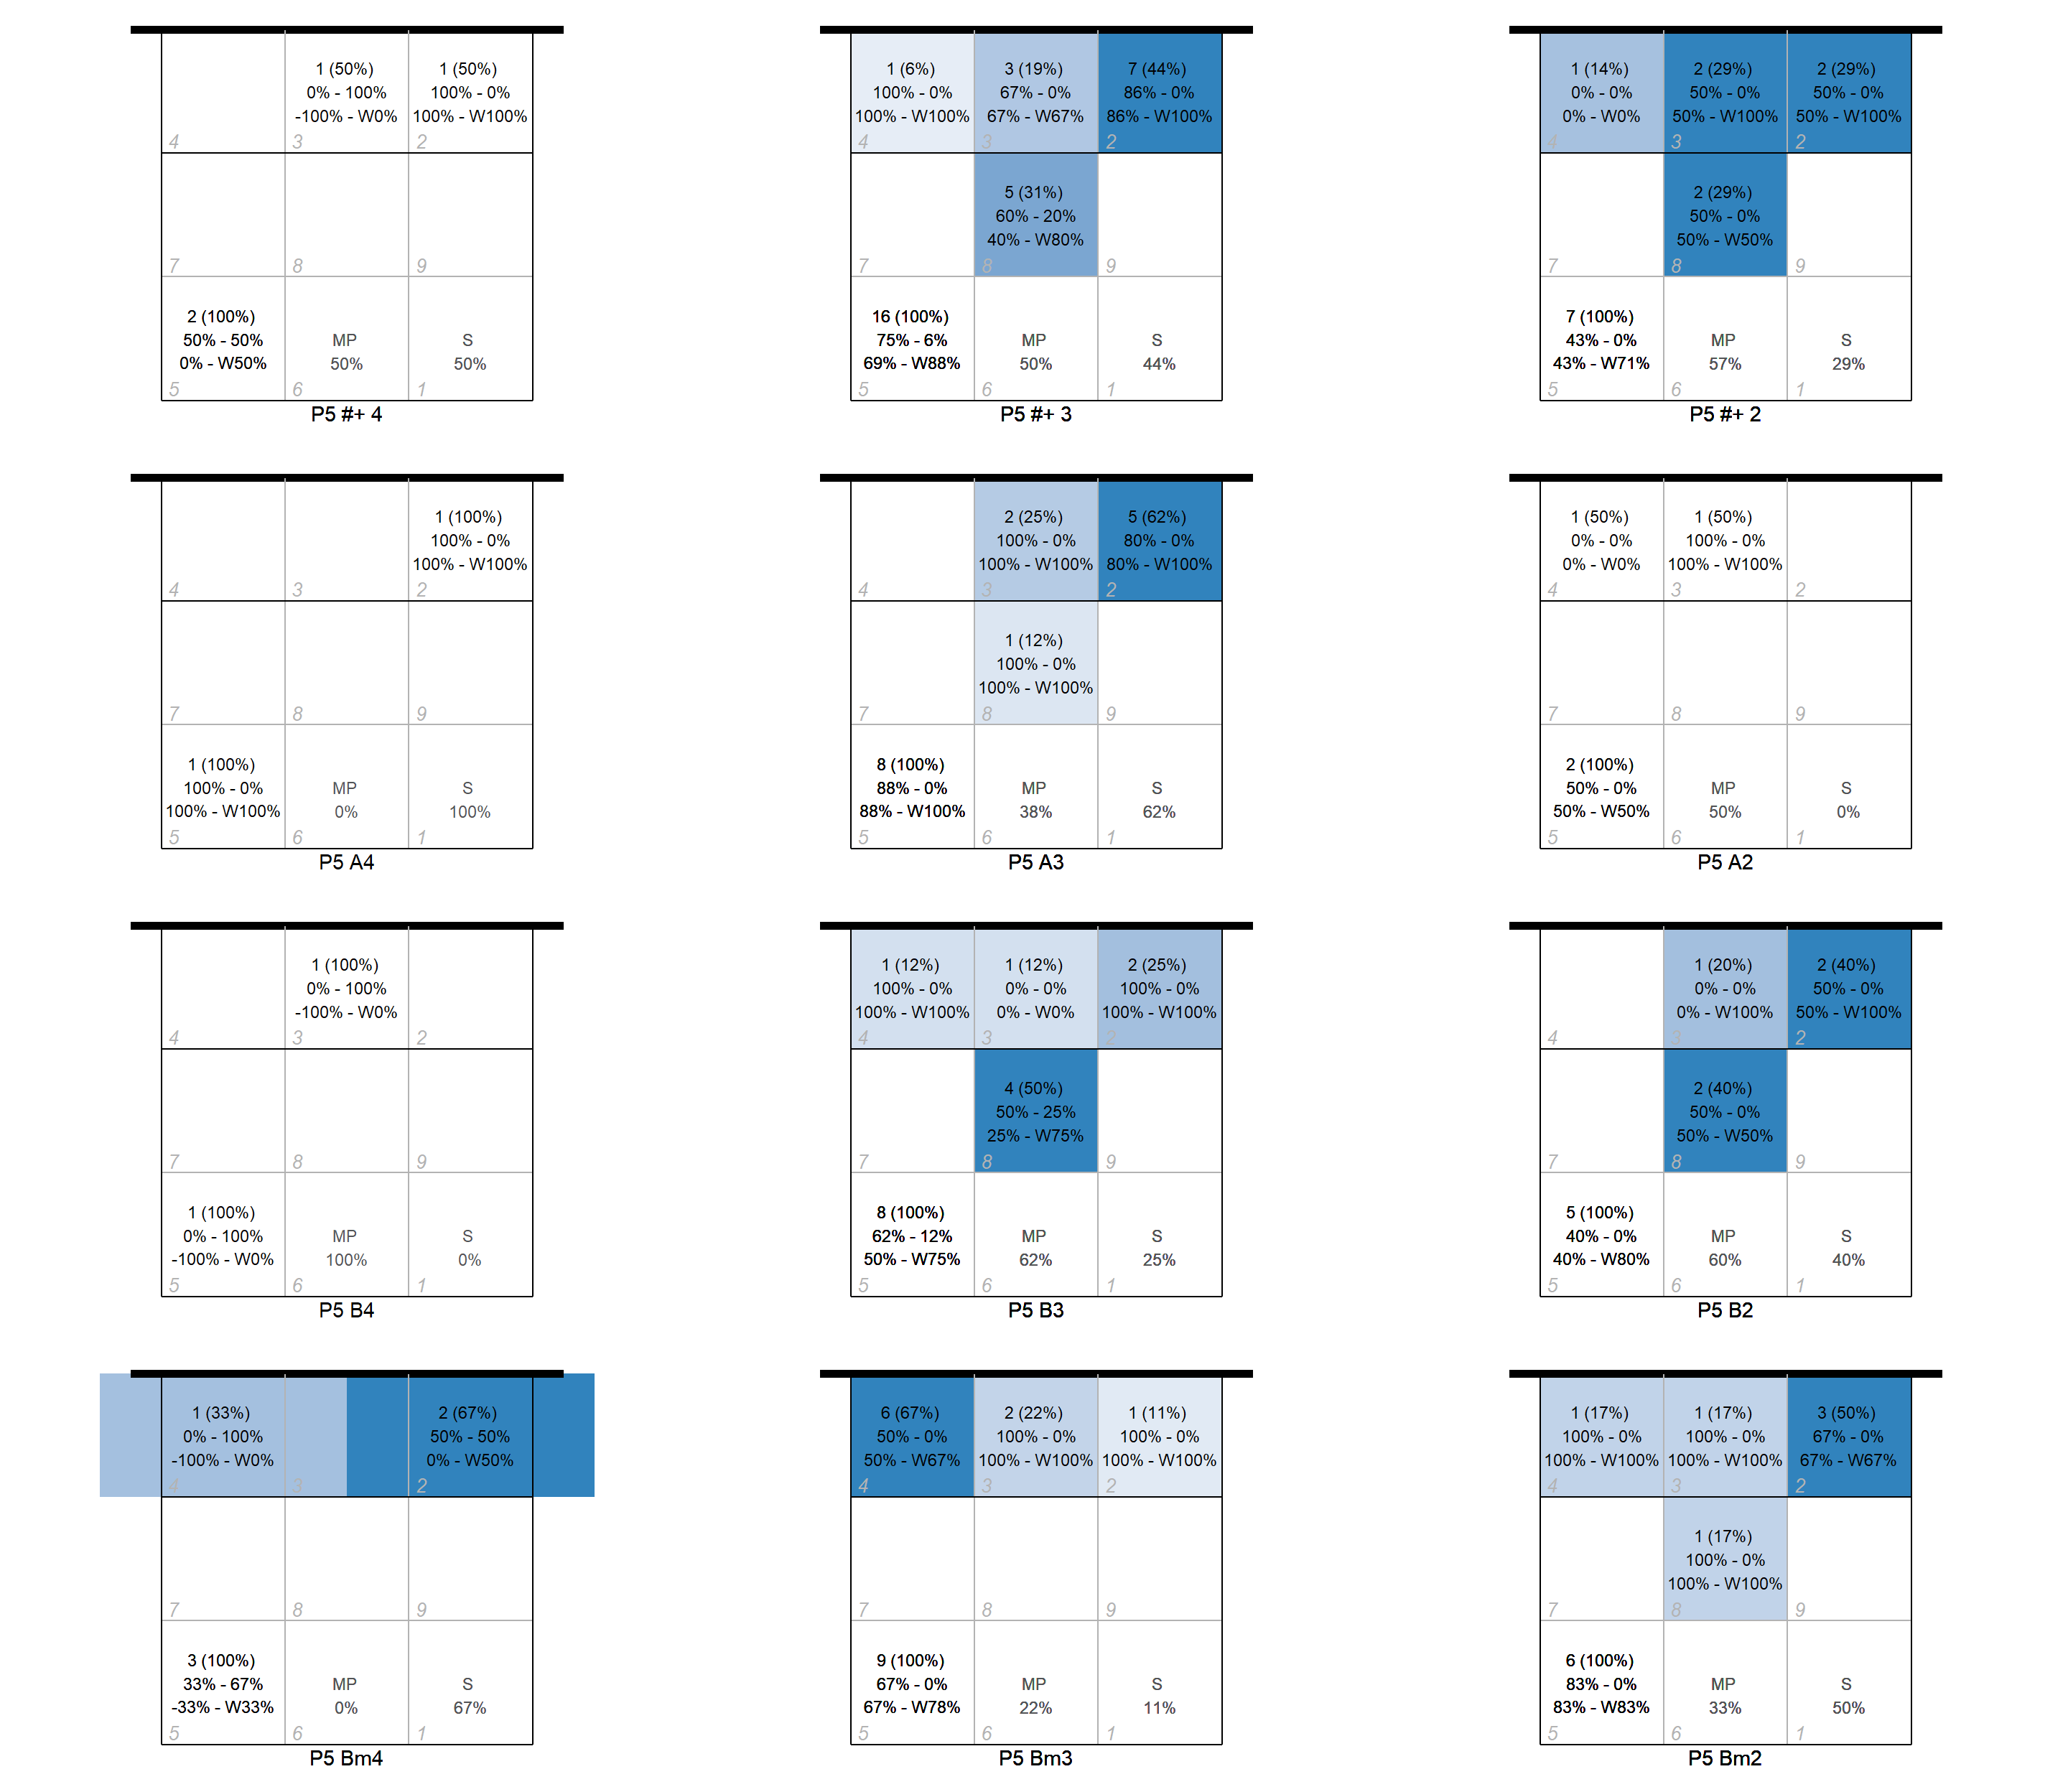 1 (50%)
0% - 100%
-100% - W0%
1 (50%)
100% - 0%
100% - W100%
4
3
2
7
8
9
2 (100%)
50% - 50%
0% - W50%
MP
50%
S
50%
5
6
1
P5 #+ 4
1 (6%)
100% - 0%
100% - W100%
3 (19%)
67% - 0%
67% - W67%
7 (44%)
86% - 0%
86% - W100%
4
3
2
5 (31%)
60% - 20%
40% - W80%
7
8
9
16 (100%)
75% - 6%
69% - W88%
MP
50%
S
44%
5
6
1
P5 #+ 3
1 (14%)
0% - 0%
0% - W0%
2 (29%)
50% - 0%
50% - W100%
2 (29%)
50% - 0%
50% - W100%
4
3
2
2 (29%)
50% - 0%
50% - W50%
7
8
9
7 (100%)
43% - 0%
43% - W71%
MP
57%
S
29%
5
6
1
P5 #+ 2
1 (100%)
100% - 0%
100% - W100%
4
3
2
7
8
9
1 (100%)
100% - 0%
100% - W100%
MP
0%
S
100%
5
6
1
P5 A4
2 (25%)
100% - 0%
100% - W100%
5 (62%)
80% - 0%
80% - W100%
4
3
2
1 (12%)
100% - 0%
100% - W100%
7
8
9
8 (100%)
88% - 0%
88% - W100%
MP
38%
S
62%
5
6
1
P5 A3
1 (50%)
0% - 0%
0% - W0%
1 (50%)
100% - 0%
100% - W100%
4
3
2
7
8
9
2 (100%)
50% - 0%
50% - W50%
MP
50%
S
0%
5
6
1
P5 A2
1 (100%)
0% - 100%
-100% - W0%
4
3
2
7
8
9
1 (100%)
0% - 100%
-100% - W0%
MP
100%
S
0%
5
6
1
P5 B4
1 (12%)
100% - 0%
100% - W100%
1 (12%)
0% - 0%
0% - W0%
2 (25%)
100% - 0%
100% - W100%
4
3
2
4 (50%)
50% - 25%
25% - W75%
7
8
9
8 (100%)
62% - 12%
50% - W75%
MP
62%
S
25%
5
6
1
P5 B3
1 (20%)
0% - 0%
0% - W100%
2 (40%)
50% - 0%
50% - W100%
4
3
2
2 (40%)
50% - 0%
50% - W50%
7
8
9
5 (100%)
40% - 0%
40% - W80%
MP
60%
S
40%
5
6
1
P5 B2
1 (33%)
0% - 100%
-100% - W0%
2 (67%)
50% - 50%
0% - W50%
4
3
2
7
8
9
3 (100%)
33% - 67%
-33% - W33%
MP
0%
S
67%
5
6
1
P5 Bm4
6 (67%)
50% - 0%
50% - W67%
2 (22%)
100% - 0%
100% - W100%
1 (11%)
100% - 0%
100% - W100%
4
3
2
7
8
9
9 (100%)
67% - 0%
67% - W78%
MP
22%
S
11%
5
6
1
P5 Bm3
1 (17%)
100% - 0%
100% - W100%
1 (17%)
100% - 0%
100% - W100%
3 (50%)
67% - 0%
67% - W67%
4
3
2
1 (17%)
100% - 0%
100% - W100%
7
8
9
6 (100%)
83% - 0%
83% - W83%
MP
33%
S
50%
5
6
1
P5 Bm2